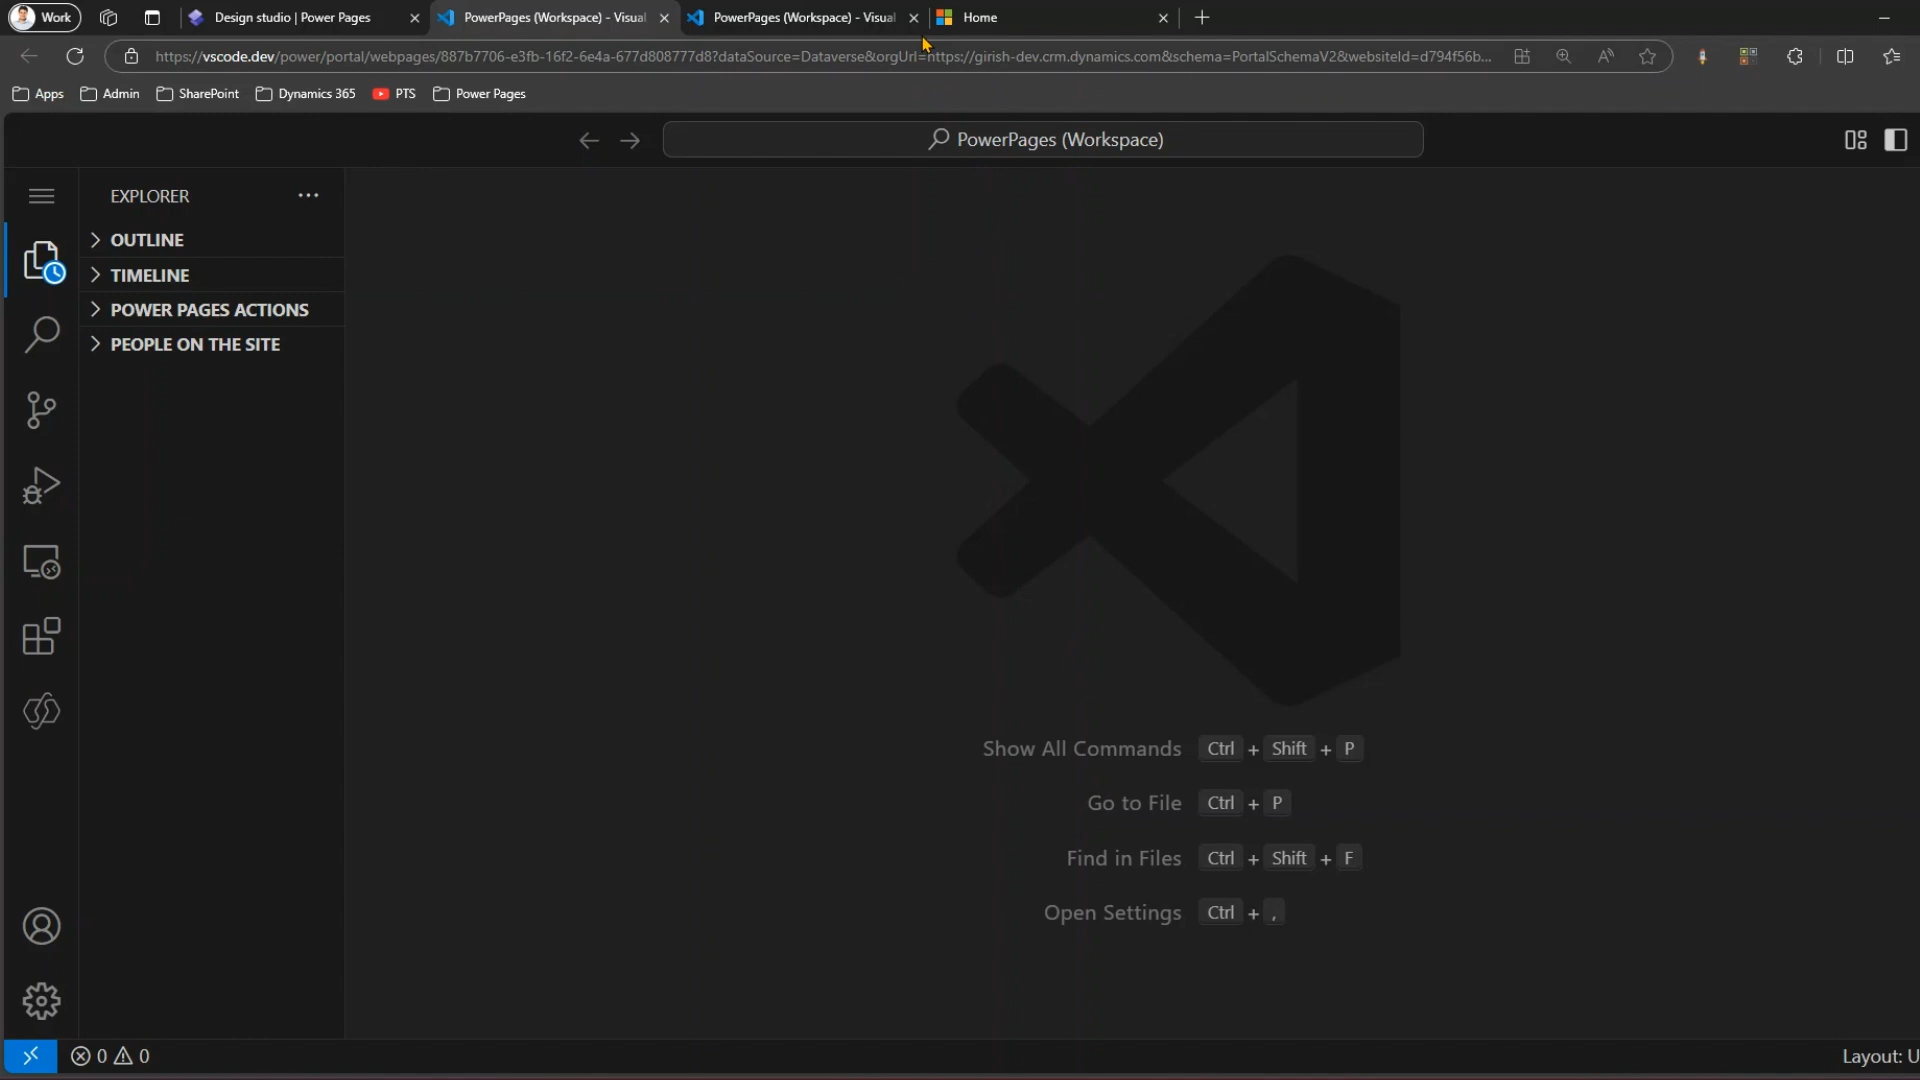 Work
Design studio | Power Pages
PowerPages (Workspace) - Visual
PowerPages (Workspace) - Visual
Home
https://vscode.dev/power/portal/webpages/887b7706-e3fb-16f2-6e4a-677d808777d8?dataSource=Dataverse&orgUrl=https://girish-dev.crm.dynamics.com&schema=PortalSchemaV2&websiteId=d794f56b...
Apps
Admin
SharePoint
Dynamics 365
PTS
Power Pages
PowerPages (Workspace)
EXPLORER
OUTLINE
TIMELINE
POWER PAGES ACTIONS
PEOPLE ON THE SITE
Show All Commands Ctrl + Shift + P
Go to File Ctrl + P
Find in Files Ctrl + Shift + F
Open Settings Ctrl + ,
0 0
Layout: U